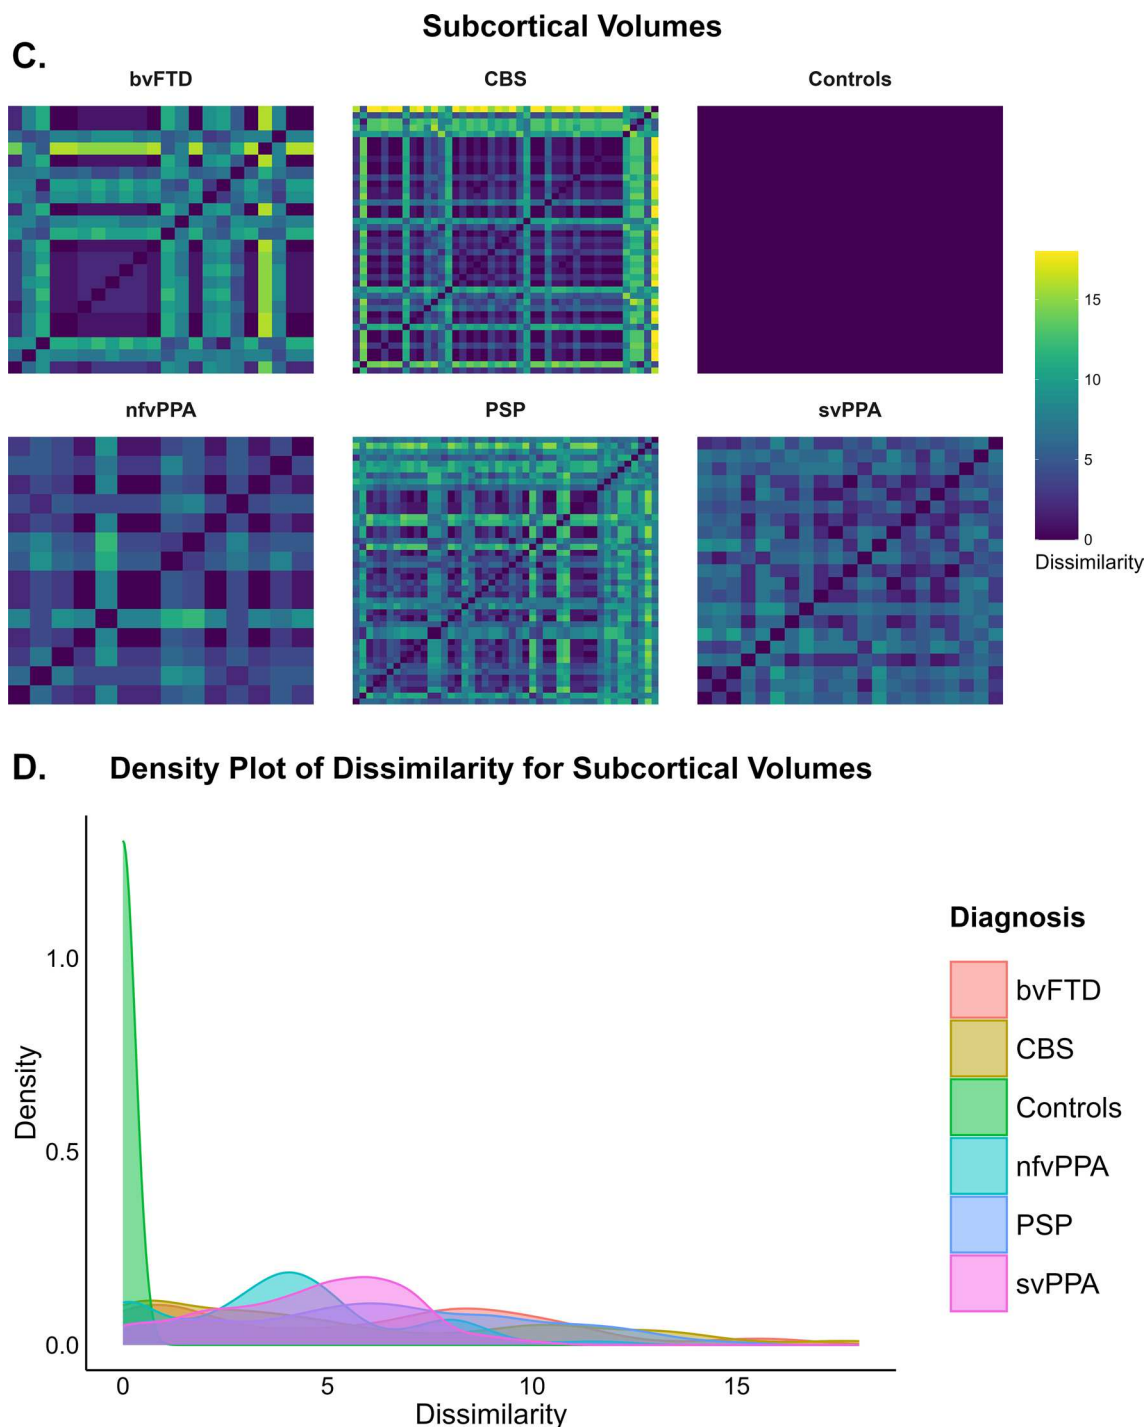 Subcortical Volumes
C.
bvFTD
CBS
Controls
nfvPPA
PSP
svPPA
15
10
5
0
Dissimilarity
D.
Density Plot of Dissimilarity for Subcortical Volumes
Density
1.0
0.5
0.0
0
5
10
15
Dissimilarity
Diagnosis
bvFTD
CBS
Controls
nfvPPA
PSP
svPPA